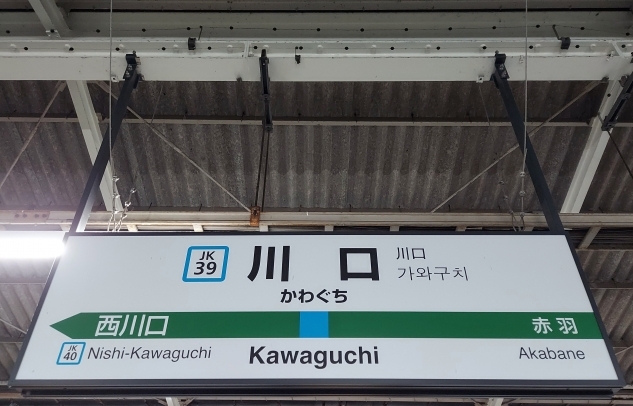 JK
39
川口
川口
가와구치
かわぐち
西川口
赤羽
JK
40
Nishi-Kawaguchi
Kawaguchi
Akabane